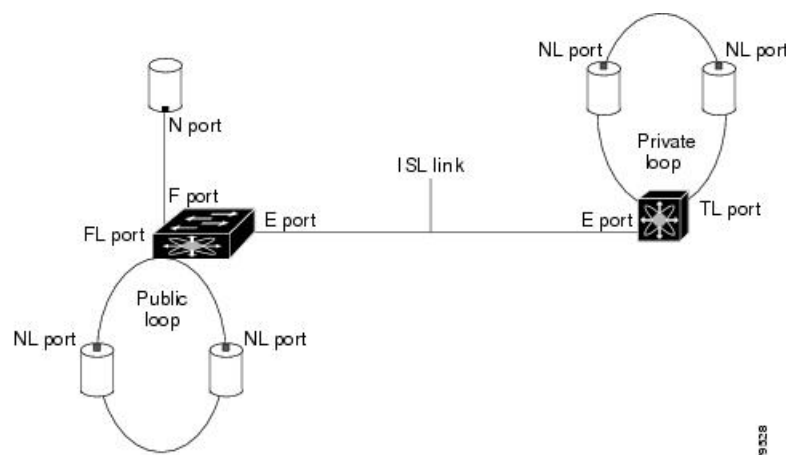 NL port
NL port
N port
Private
loop
ISL link
F port
FL port
E port
E port
TL port
Public
loop
NL port
NL port
9528